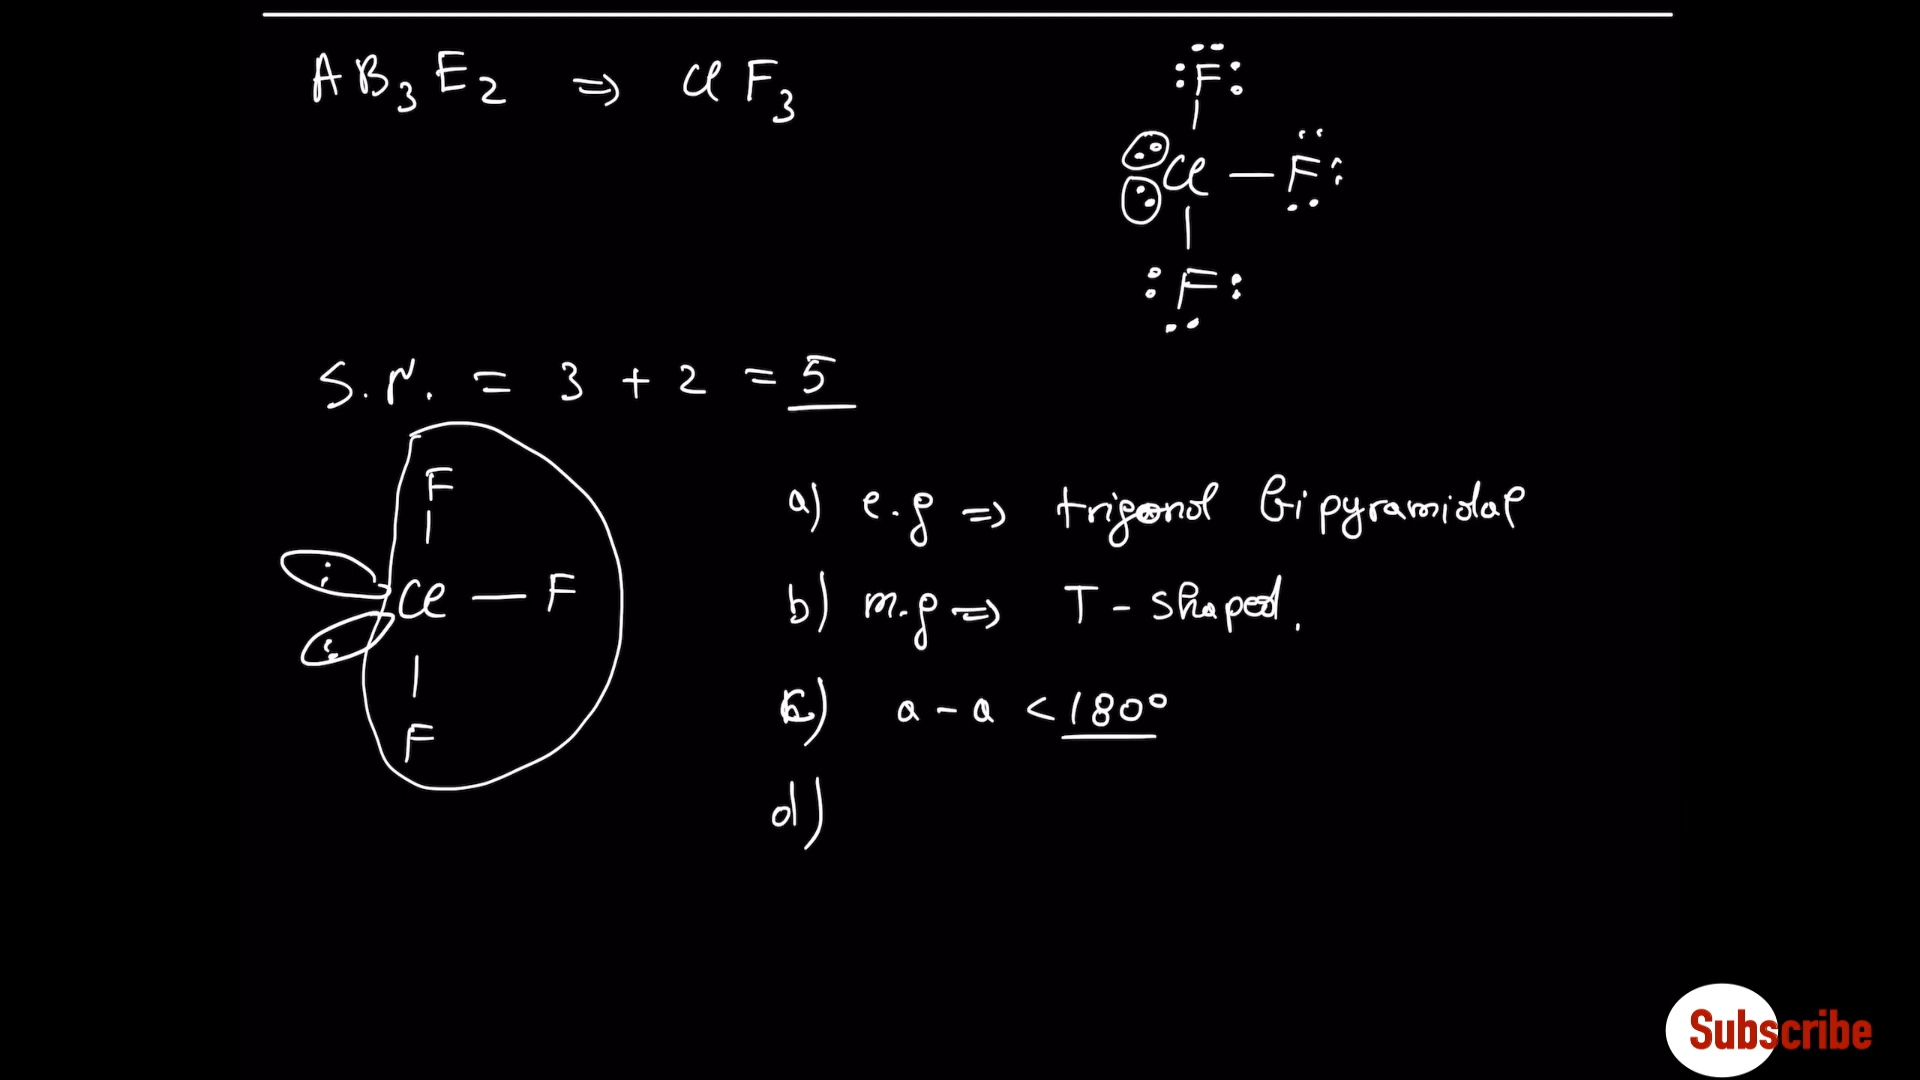 AB₃E₂ ⇒ ClF₃
:F:
Cl — F:
:F:
S.N. = 3 + 2 = 5
F
Cl — F
F
a) e.g ⇒ trigonal bipyramidal
b) m.g ⇒ T - shaped.
c) a - a < 180°
d)
Subscribe